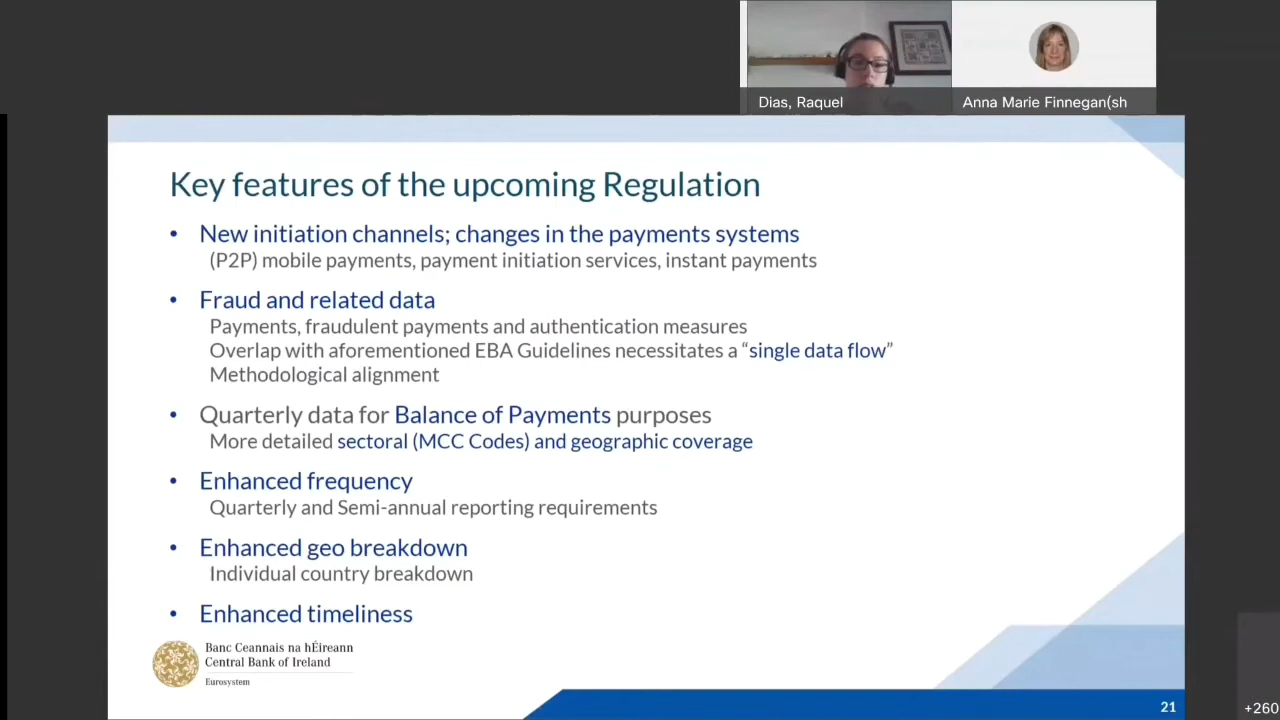 Dias, Raquel
Anna Marie Finnegan(sh
Key features of the upcoming Regulation
• New initiation channels; changes in the payments systems
(P2P) mobile payments, payment initiation services, instant payments
• Fraud and related data
Payments, fraudulent payments and authentication measures
Overlap with aforementioned EBA Guidelines necessitates a “single data flow”
Methodological alignment
• Quarterly data for Balance of Payments purposes
More detailed sectoral (MCC Codes) and geographic coverage
• Enhanced frequency
Quarterly and Semi-annual reporting requirements
• Enhanced geo breakdown
Individual country breakdown
• Enhanced timeliness
Banc Ceannais na hÉireann
Central Bank of Ireland
Eurosystem
21
+260